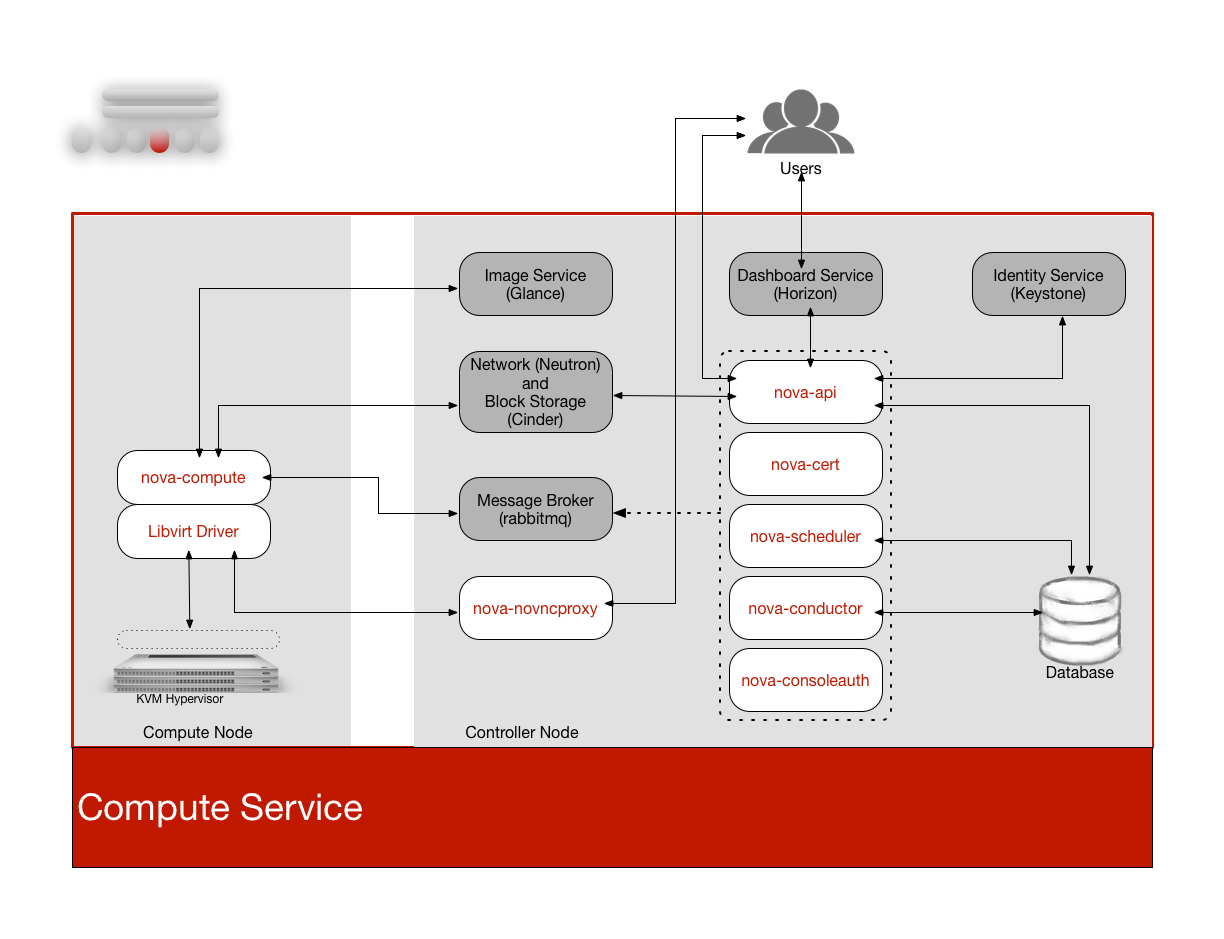 Users
Image Service
(Glance)
Dashboard Service
(Horizon)
Identity Service
(Keystone)
Network (Neutron)
and
Block Storage
(Cinder)
nova-api
nova-cert
nova-compute
Libvirt Driver
Message Broker
(rabbitmq)
nova-scheduler
nova-novncproxy
nova-conductor
nova-consoleauth
Database
KVM Hypervisor
Compute Node
Controller Node
Compute Service